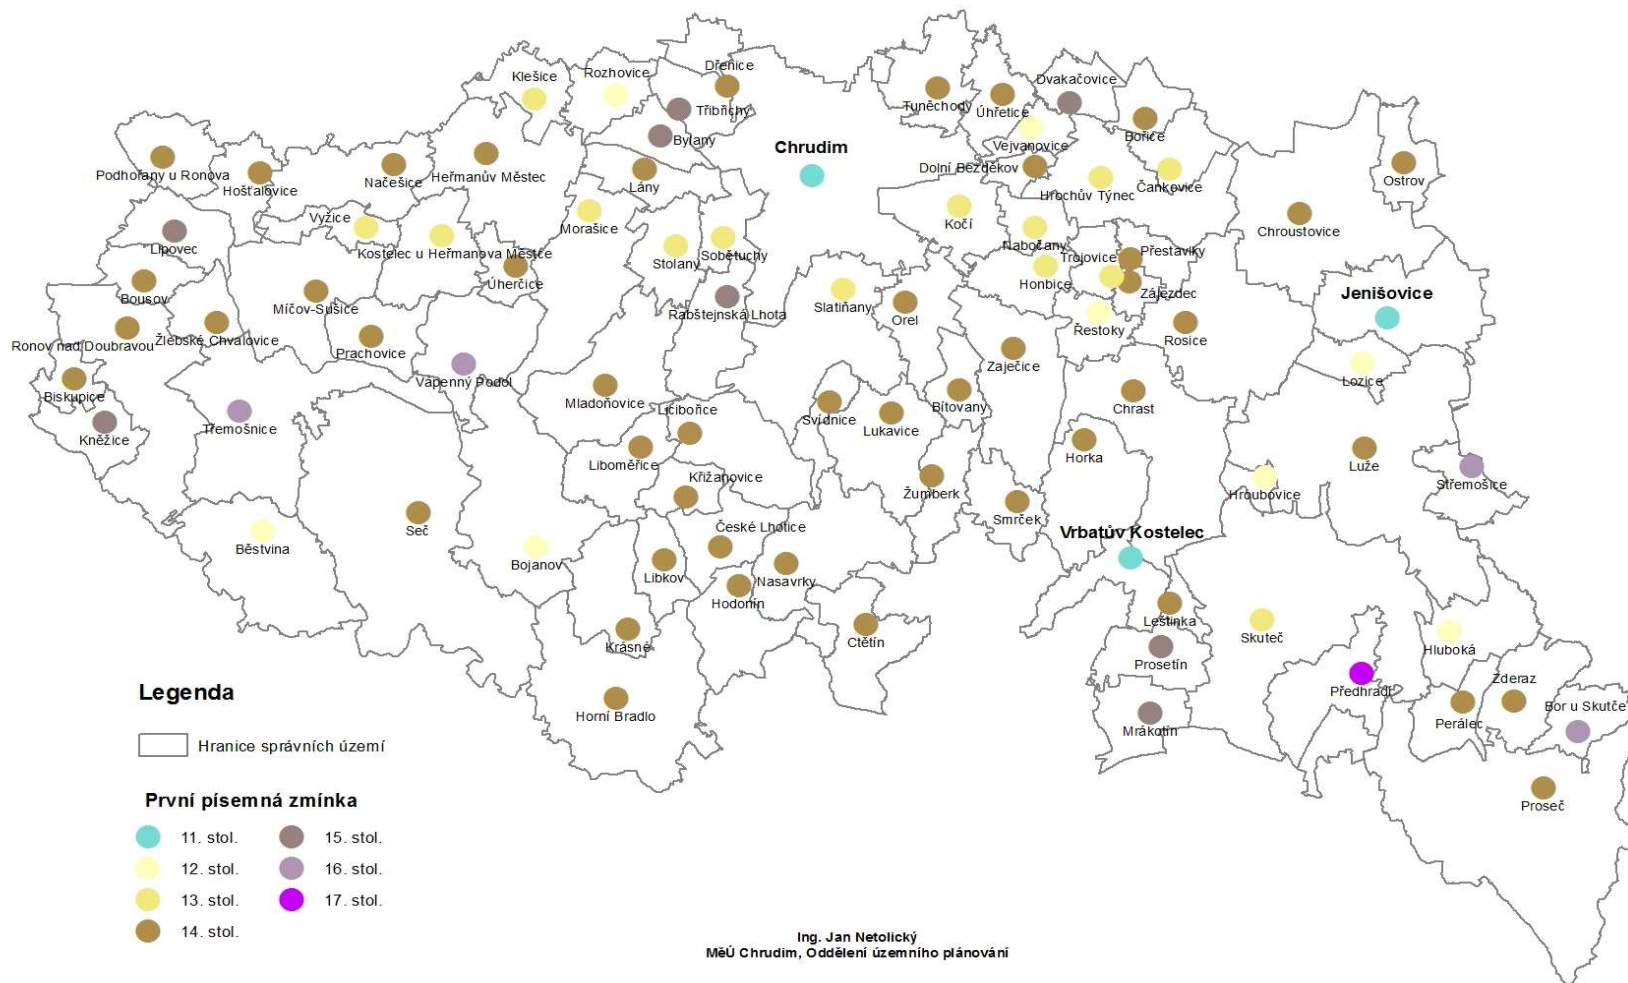 Klešice
Rozhovice
Dřenice
Třibřichy
Bylany
Tuněchody
Úhřetice
Dvakačovice
Bořice
Vejvanovice
Chrudim
Dolní Bezděkov
Hrochův Týnec
Čankovice
Ostrov
Podhořany u Ronova
Hošťalovice
Načešice
Heřmanův Městec
Lány
Vyžice
Morašice
Kočí
Nabočany
Chroustovice
Lipovec
Kostelec u Heřmanova Městce
Stolany
Sobětuchy
Trojovice
Přestavlky
Bousov
Úherčice
Honbice
Zájezdec
Jenišovice
Míčov-Sušice
Rabštejnská Lhota
Slatiňany
Orel
Řestoky
Rosice
Ronov nad Doubravou
Žlebské Chvalovice
Prachovice
Zaječice
Vápenný Podol
Lozice
Biskupice
Mladoňovice
Ličibořice
Svídnice
Lukavice
Bítovany
Chrast
Kněžice
Třemošnice
Liboměřice
Horka
Luže
Křižanovice
Žumberk
Hroubovice
Střemošice
Smrček
Seč
České Lhotice
Vrbatův Kostelec
Běstvina
Bojanov
Libkov
Hodonín
Nasavrky
Leštinka
Krásné
Ctětín
Skuteč
Hluboká
Prosetín
Předhradí
Zderaz
Horní Bradlo
Mrákotín
Perálec
Bor u Skutče
Proseč
Legenda
Hranice správních území
První písemná zmínka
11. stol.
12. stol.
13. stol.
14. stol.
15. stol.
16. stol.
17. stol.
Ing. Jan Netolický
MěÚ Chrudim, Oddělení územního plánování